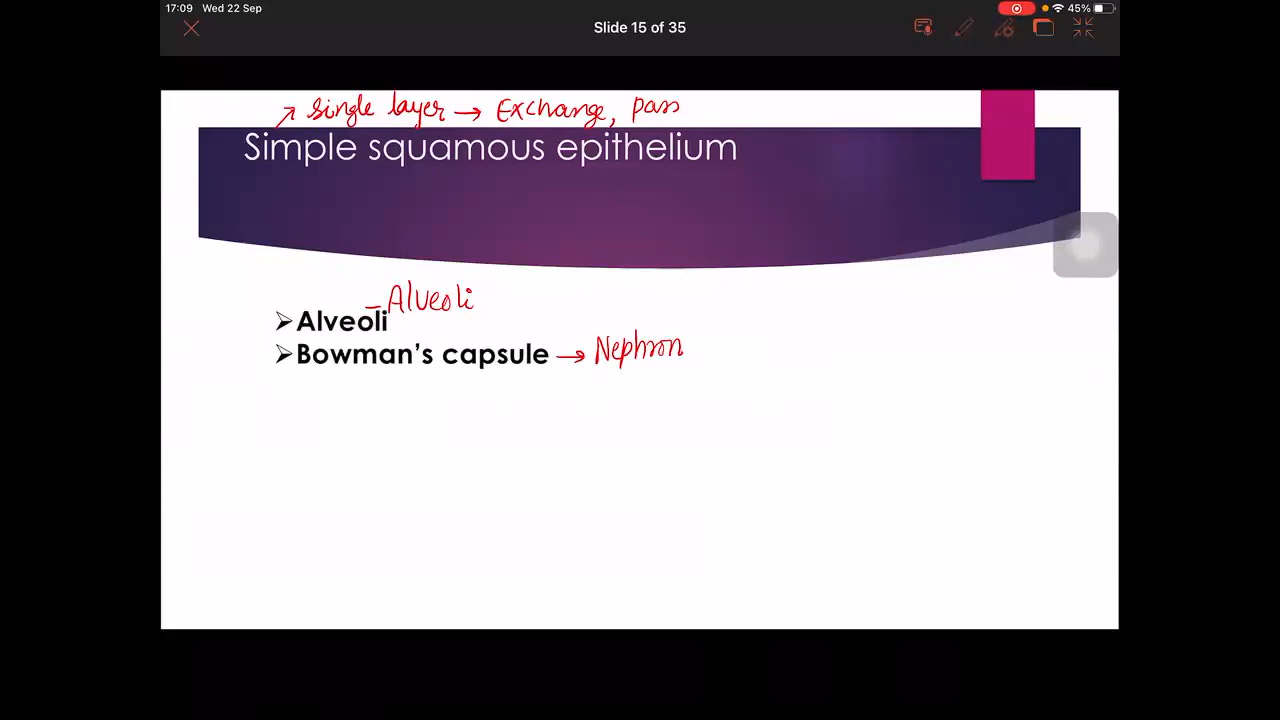 17:09 Wed 22 Sep
45%
Slide 15 of 35
↗ Single layer → Exchange, pass
Simple squamous epithelium
– Alveoli
➢Alveoli
➢Bowman's capsule → Nephron